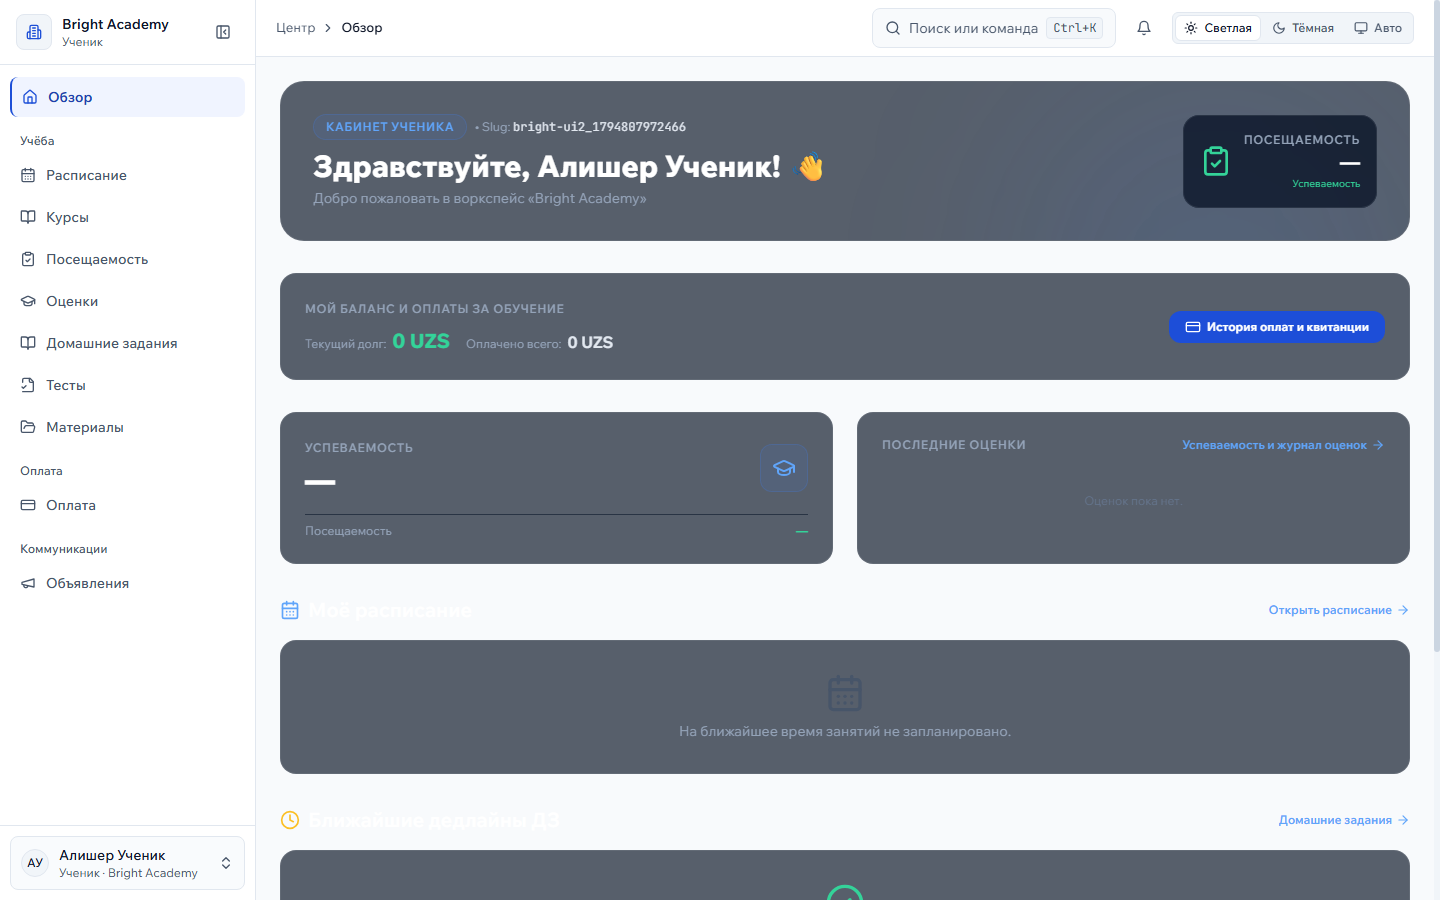 Bright Academy
Ученик
Обзор
Учёба
Расписание
Курсы
Посещаемость
Оценки
Домашние задания
Тесты
Материалы
Оплата
Оплата
Коммуникации
Объявления
АУ
Алишер Ученик
Ученик · Bright Academy
Центр > Обзор
Поиск или команда Ctrl+K
Светлая Тёмная Авто
КАБИНЕТ УЧЕНИКА • Slug: bright-ui2_1794807972466
Здравствуйте, Алишер Ученик! 👋
Добро пожаловать в воркспейс «Bright Academy»
ПОСЕЩАЕМОСТЬ
—
Успеваемость
МОЙ БАЛАНС И ОПЛАТЫ ЗА ОБУЧЕНИЕ
Текущий долг: 0 UZS Оплачено всего: 0 UZS
История оплат и квитанции
УСПЕВАЕМОСТЬ
—
Посещаемость —
ПОСЛЕДНИЕ ОЦЕНКИ
Успеваемость и журнал оценок →
Оценок пока нет.
Моё расписание
Открыть расписание →
На ближайшее время занятий не запланировано.
Ближайшие дедлайны ДЗ
Домашние задания →